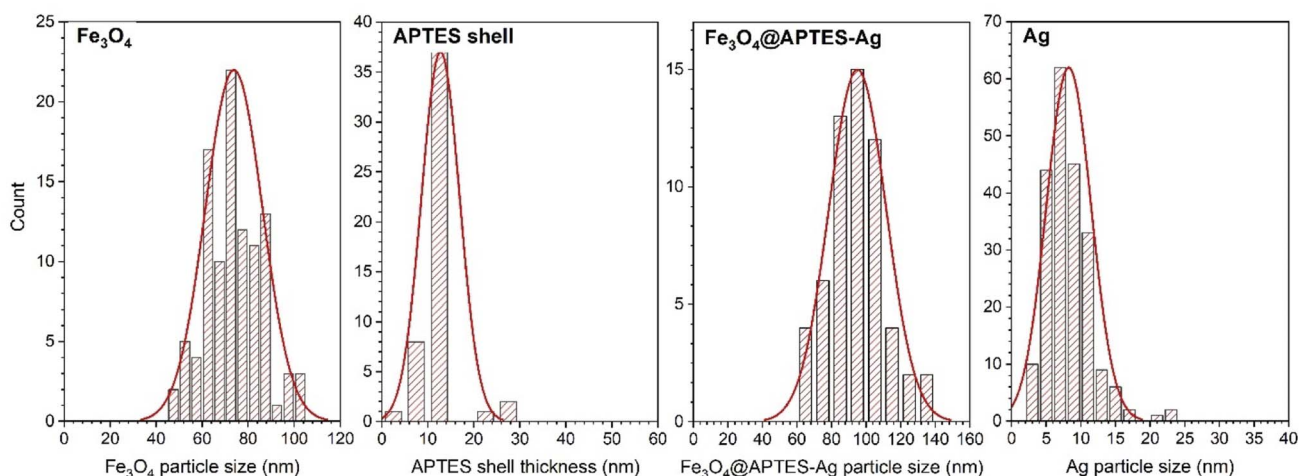 Fe₃O₄
Count
25
20
15
10
5
0
0 20 40 60 80 100 120
Fe₃O₄ particle size (nm)
APTES shell
40
35
30
25
20
15
10
5
0
0 10 20 30 40 50 60
APTES shell thickness (nm)
Fe₃O₄@APTES-Ag
15
10
5
0
0 20 40 60 80 100 120 140 160
Fe₃O₄@APTES-Ag particle size (nm)
Ag
70
60
50
40
30
20
10
0
0 5 10 15 20 25 30 40
Ag particle size (nm)